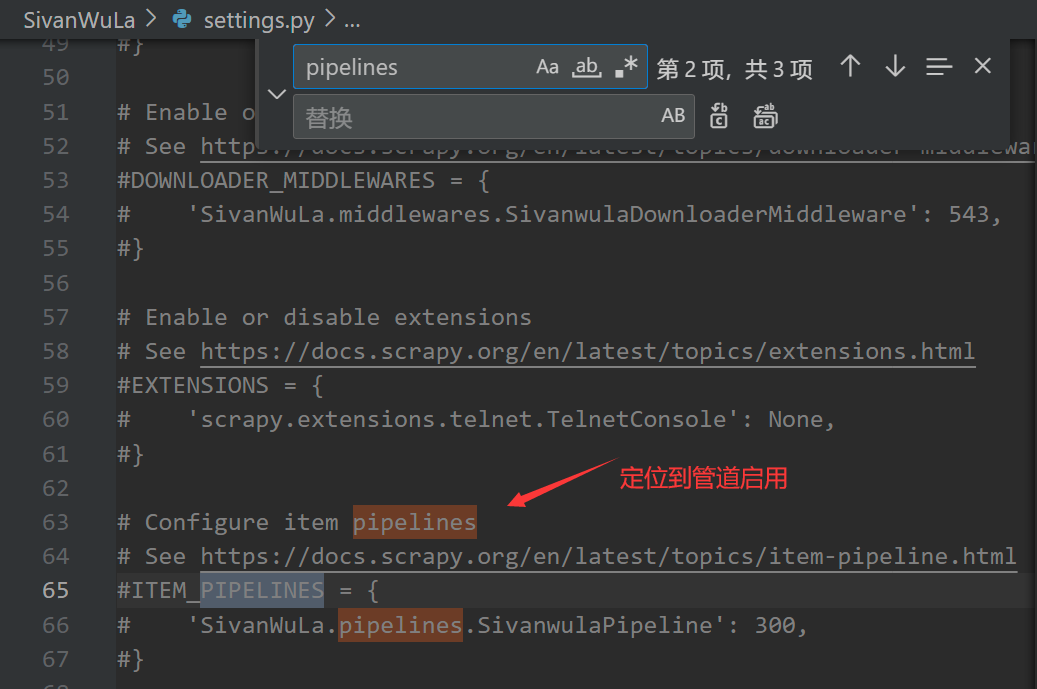 SivanWuLa > settings.py > ...
pipelines Aa ab .* 第 2 项，共 3 项
替换 AB
49 #}
50
51 # Enable o
52 # See https://docs.scrapy.org/en/latest/topics/downloader-middlewar
53 #DOWNLOADER_MIDDLEWARES = {
54 #    'SivanWuLa.middlewares.SivanwulaDownloaderMiddleware': 543,
55 #}
56
57 # Enable or disable extensions
58 # See https://docs.scrapy.org/en/latest/topics/extensions.html
59 #EXTENSIONS = {
60 #    'scrapy.extensions.telnet.TelnetConsole': None,
61 #}
62
定位到管道启用
63 # Configure item pipelines
64 # See https://docs.scrapy.org/en/latest/topics/item-pipeline.html
65 #ITEM_PIPELINES = {
66 #    'SivanWuLa.pipelines.SivanwulaPipeline': 300,
67 #}
68